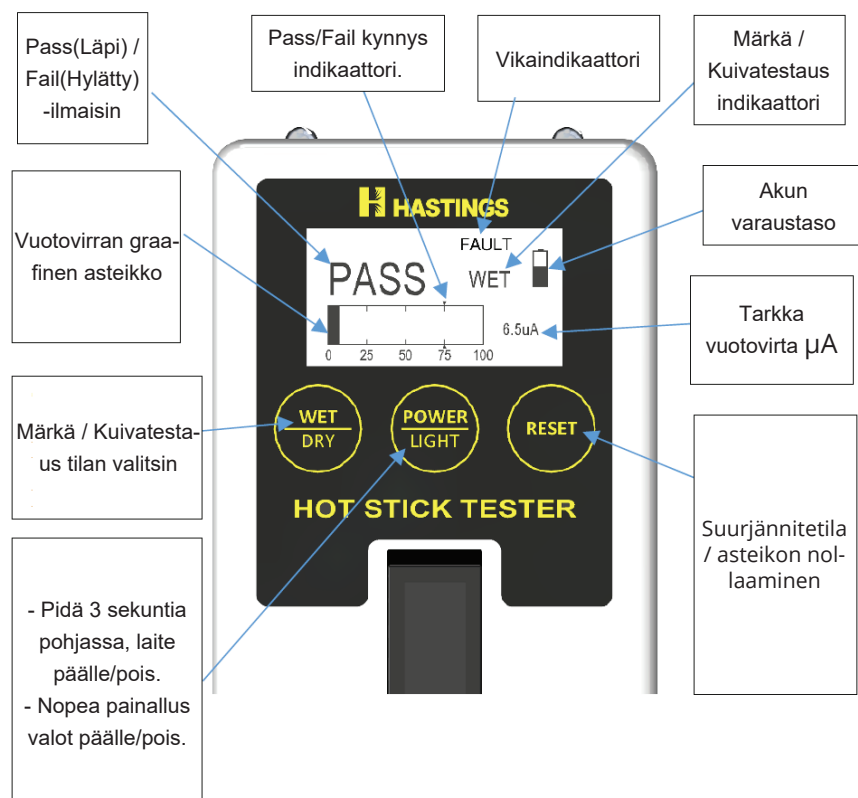 Pass(Läpi) /
Fail(Hylätty)
-ilmaisin
Pass/Fail kynnys
indikaattori.
Vikaindikaattori
Märkä /
Kuivatestaus
indikaattori
Vuotovirran graa-
finen asteikko
Akun
varaustaso
Tarkka
vuotovirta µA
Märkä / Kuivatesta-
us tilan valitsin
Suurjännitetila
/ asteikon nol-
laaminen
- Pidä 3 sekuntia
pohjassa, laite
päälle/pois.
- Nopea painallus
valot päälle/pois.
H HASTINGS
FAULT
PASS WET
6.5uA
0 25 50 75 100
WET
DRY
POWER
LIGHT
RESET
HOT STICK TESTER